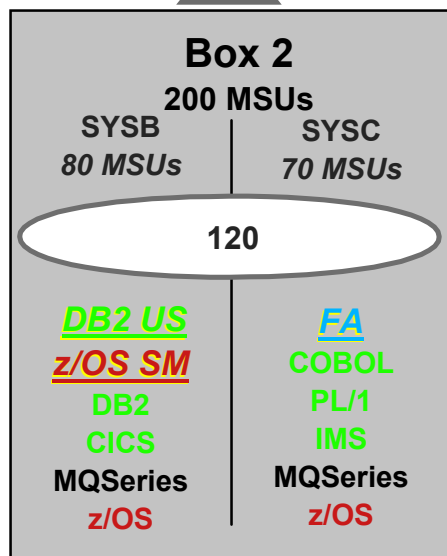 Box 2
200 MSUs
SYSB
80 MSUs
SYSC
70 MSUs
120
DB2 US
z/OS SM
DB2
CICS
MQSeries
z/OS
FA
COBOL
PL/1
IMS
MQSeries
z/OS